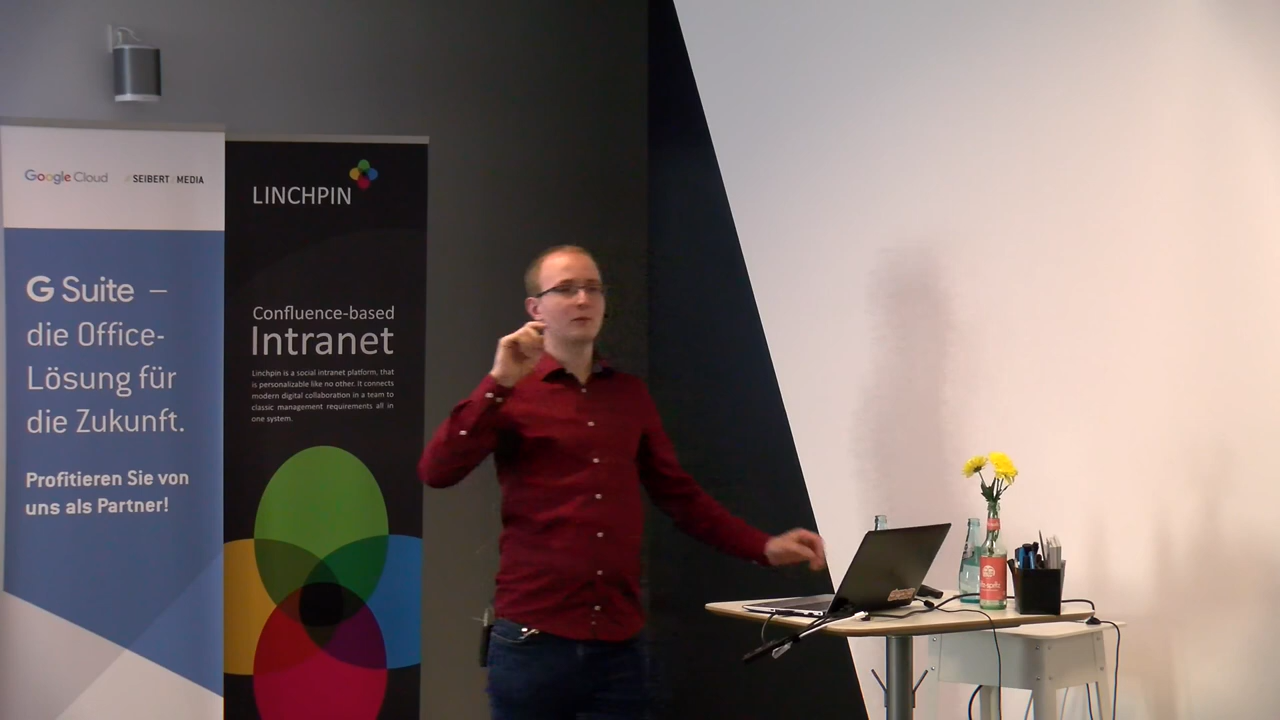 Google Cloud
//SEIBERT/MEDIA
G Suite –
die Office-
Lösung für
die Zukunft.
Profitieren Sie von
uns als Partner!
LINCHPIN
Confluence-based
Intranet
Linchpin is a social intranet platform, that
is personalizable like no other. It connects
modern digital collaboration in a team to
classic management requirements all in
one system.